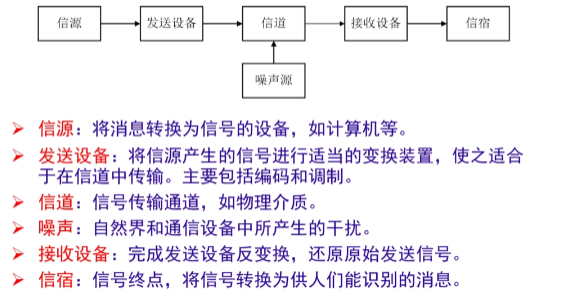 信源
发送设备
信道
接收设备
信宿
噪声源
信源：将消息转换为信号的设备，如计算机等。
发送设备：将信源产生的信号进行适当的变换装置，使之适合
于在信道中传输。主要包括编码和调制。
信道：信号传输通道，如物理介质。
噪声：自然界和通信设备中所产生的干扰。
接收设备：完成发送设备反变换，还原原始发送信号。
信宿：信号终点，将信号转换为供人们能识别的消息。